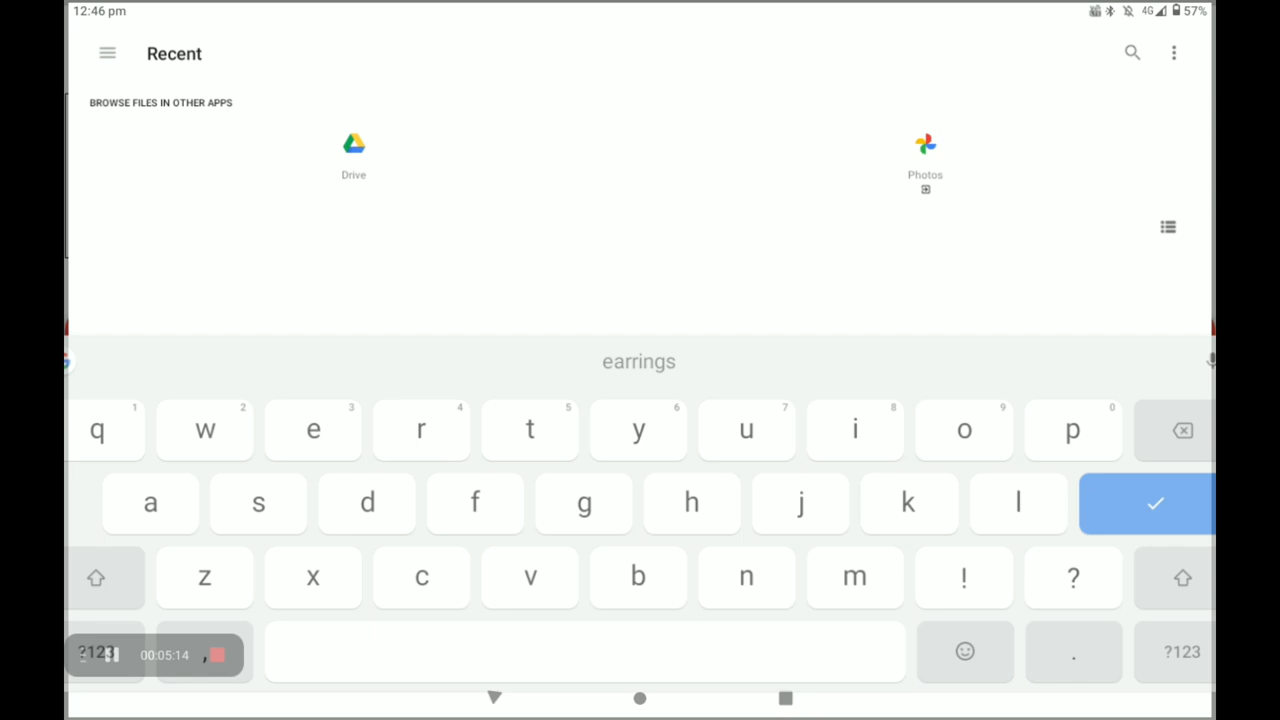 12:46 pm 4G 57%
Recent
BROWSE FILES IN OTHER APPS
Drive Photos
earrings
q 1 w 2 e 3 r 4 t 5 y 6 u 7 i 8 o 9 p 0
a s d f g h j k l
z x c v b n m ! ?
?123 00:05:14 , . ?123